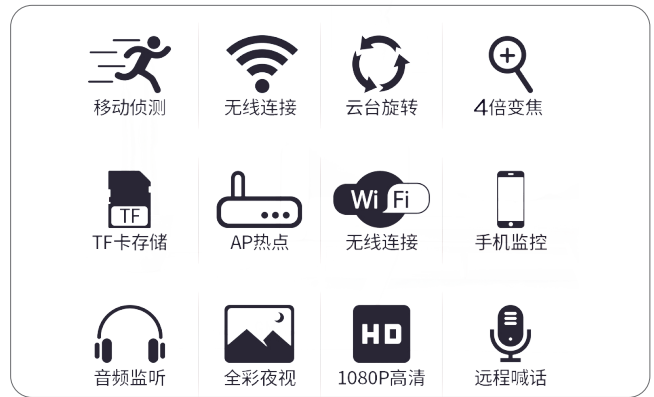 移动侦测
无线连接
云台旋转
4倍变焦
TF
TF卡存储
AP热点
Wi Fi
无线连接
手机监控
音频监听
全彩夜视
HD
1080P高清
远程喊话